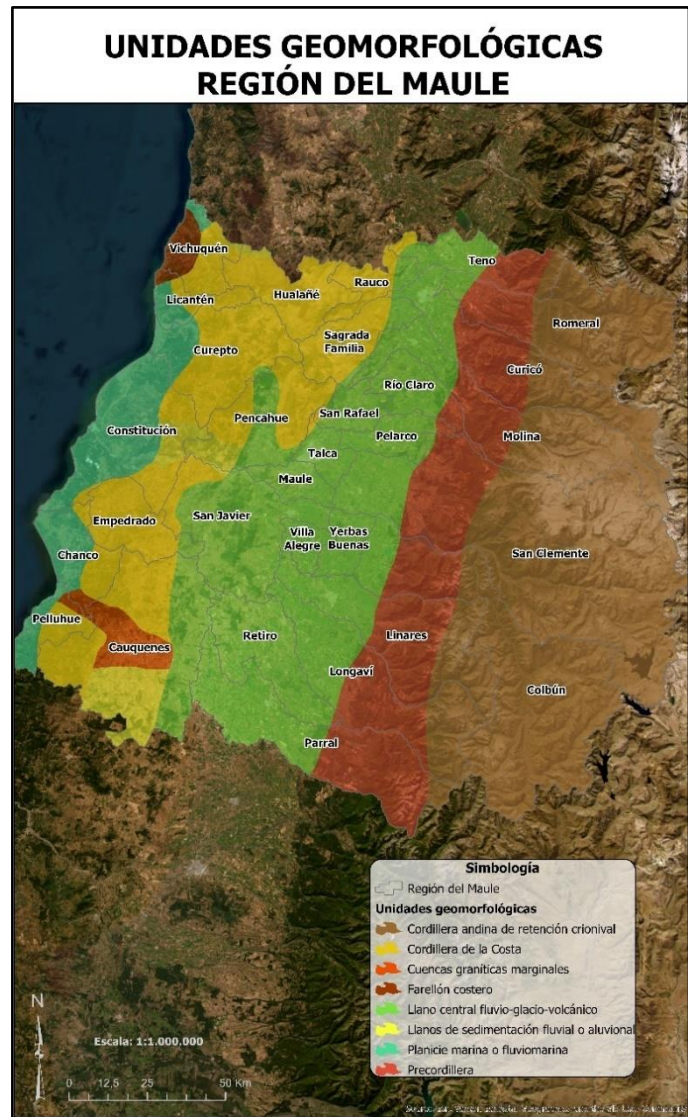 UNIDADES GEOMORFOLÓGICAS
REGIÓN DEL MAULE
Vichuquén
Teno
Licantén
Hualañé
Rauco
Romeral
Sagrada
Familia
Curepto
Curicó
Río Claro
Pencahue
San Rafael
Constitución
Pelarco
Molina
Talca
Maule
San Javier
Empedrado
Villa
Alegre
Yerbas
Buenas
Chanco
San Clemente
Pelluhue
Cauquenes
Retiro
Linares
Longaví
Colbún
Parral
Simbología
Región del Maule
Unidades geomorfológicas
Cordillera andina de retención crionival
Cordillera de la Costa
Cuencas graníticas marginales
Farellón costero
Llano central fluvio-glacio-volcánico
Llanos de sedimentación fluvial o aluvional
Planicie marina o fluviomarina
Precordillera
N
Escala: 1:1.000.000
0 12,5 25 50 Km